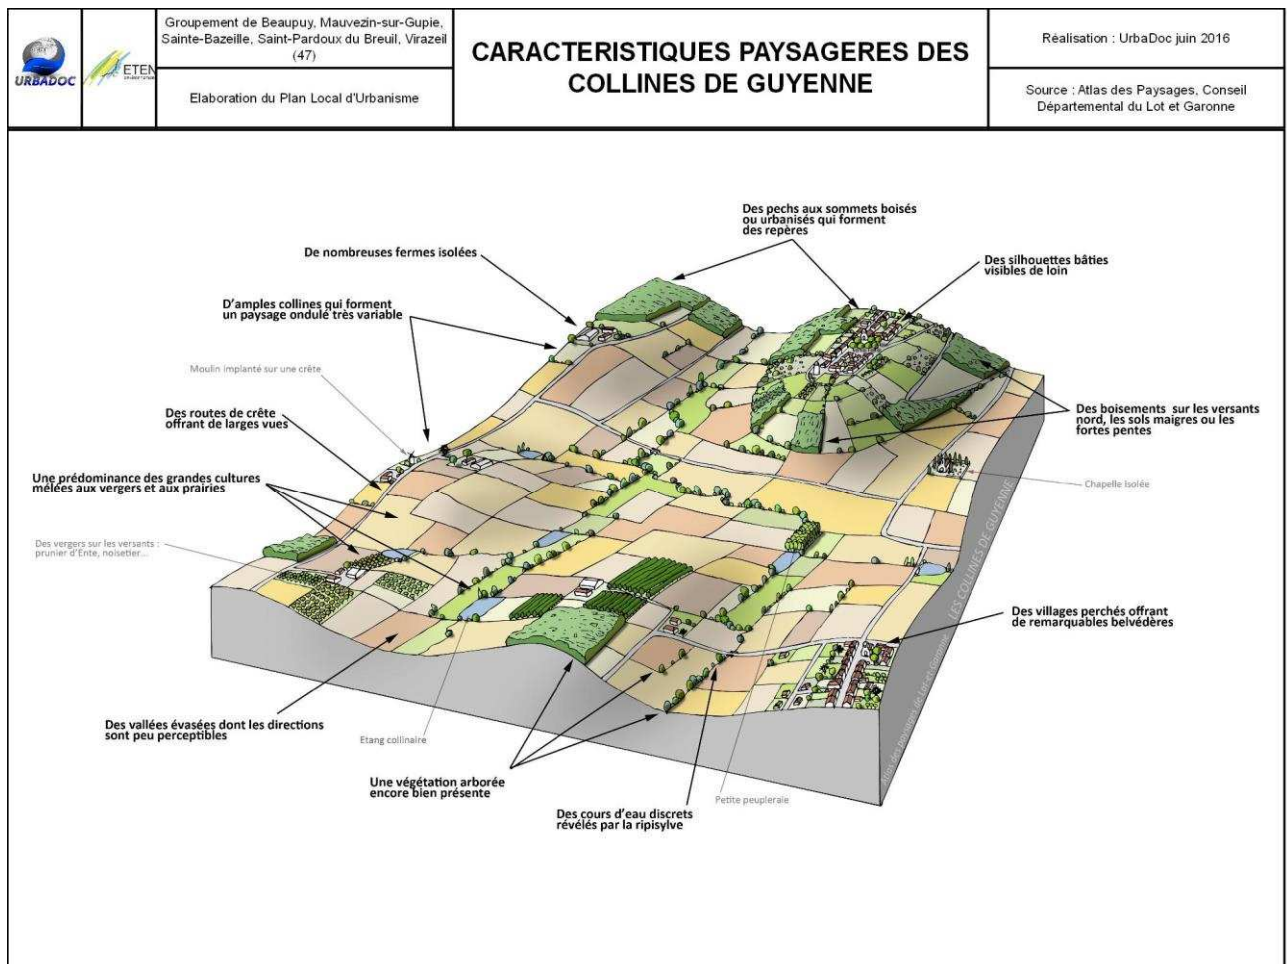 URBADOC
ETEN
Groupement de Beaupuy, Mauvezin-sur-Gupie,
Sainte-Bazeille, Saint-Pardoux du Breuil, Virazeil
(47)
Elaboration du Plan Local d'Urbanisme
CARACTERISTIQUES PAYSAGERES DES
COLLINES DE GUYENNE
Réalisation : UrbaDoc juin 2016
Source : Atlas des Paysages, Conseil
Départemental du Lot et Garonne
Des pechs aux sommets boisés
ou urbanisés qui forment
des repères
De nombreuses fermes isolées
Des silhouettes bâties
visibles de loin
D'amples collines qui forment
un paysage ondulé très variable
Moulin implanté sur une crête
Des routes de crête
offrant de larges vues
Des boisements sur les versants
nord, les sols maigres ou les
fortes pentes
Une prédominance des grandes cultures
mêlées aux vergers et aux prairies
Chapelle Isolée
Des vergers sur les versants :
prunier d'Ente, noisetier...
Des villages perchés offrant
de remarquables belvédères
Atlas des paysages de Lot-et-Garonne LES COLLINES DE GUYENNE
Des vallées évasées dont les directions
sont peu perceptibles
Etang collinaire
Une végétation arborée
encore bien présente
Petite peupleraie
Des cours d'eau discrets
révélés par la ripisylve